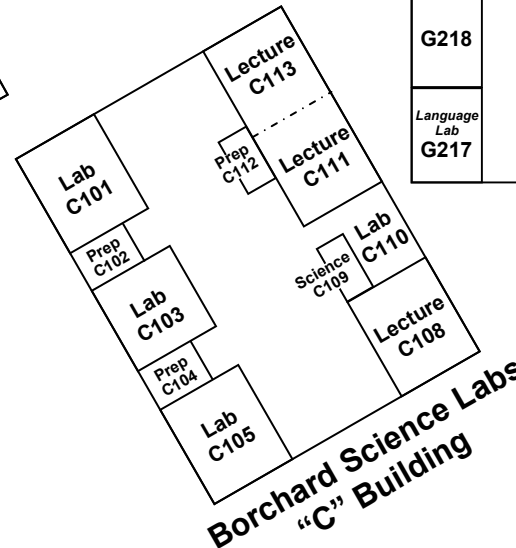 Lecture
C113
G218
Language
Lab
G217
Prep
C112
Lecture
C111
Lab
C101
Prep
C102
Lab
C110
Science
C109
Lab
C103
Lecture
C108
Prep
C104
Lab
C105
Borchard Science Labs
“C” Building